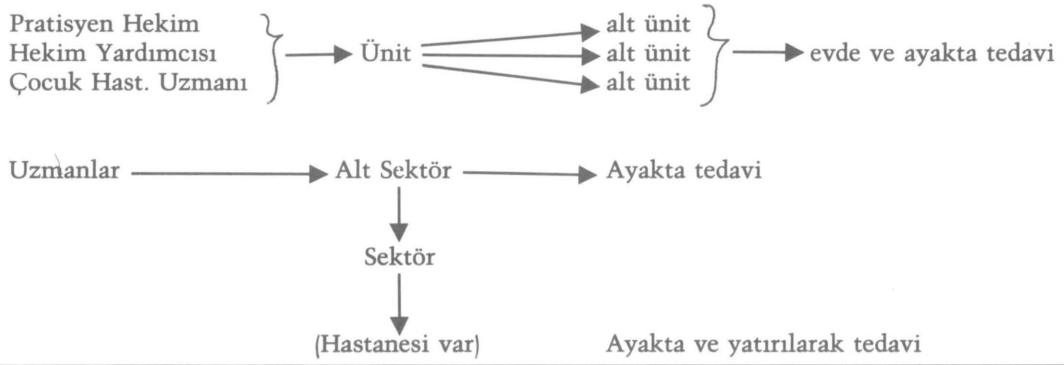 Pratisyen Hekim
Hekim Yardımcısı
Çocuk Hast. Uzmanı
Ünit
alt ünit
alt ünit
alt ünit
evde ve ayakta tedavi
Uzmanlar
Alt Sektör
Ayakta tedavi
Sektör
(Hastanesi var)
Ayakta ve yatırılarak tedavi